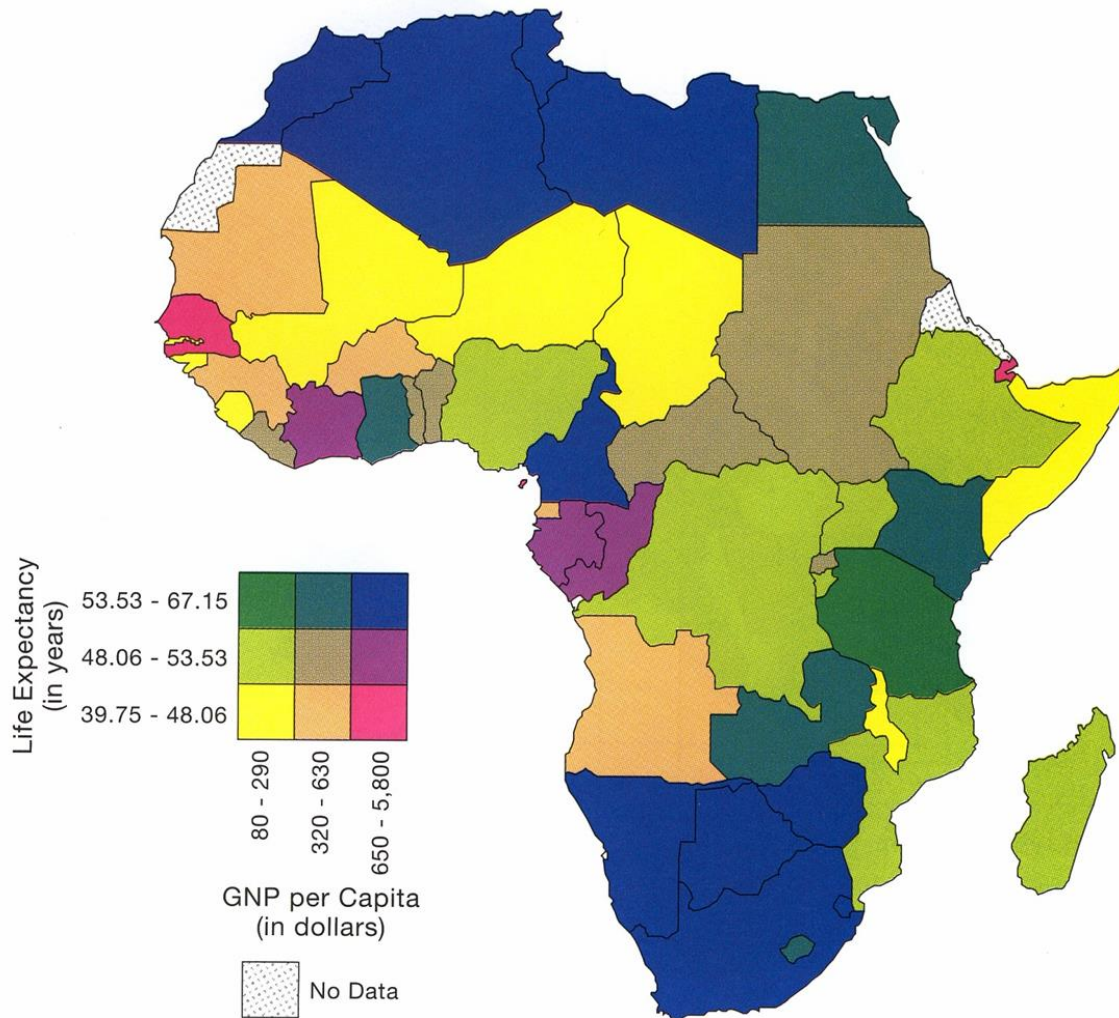 Life Expectancy
(in years)
53.53 - 67.15
48.06 - 53.53
39.75 - 48.06
80 - 290
320 - 630
650 - 5,800
GNP per Capita
(in dollars)
No Data